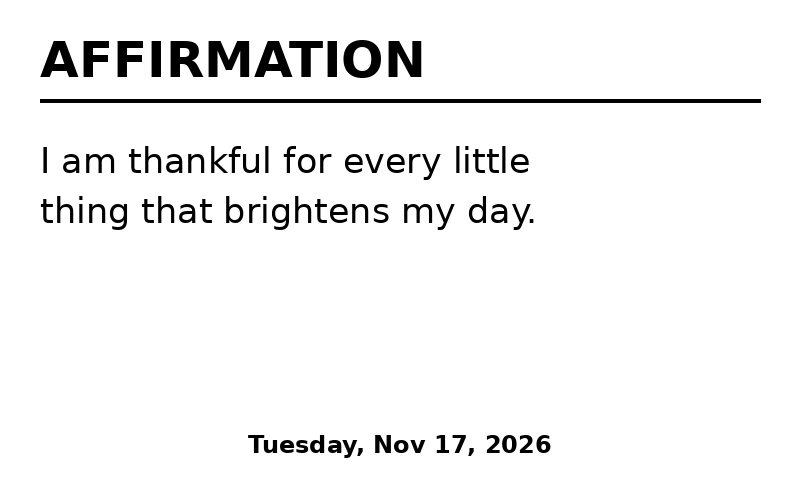 AFFIRMATION
I am thankful for every little
thing that brightens my day.
Tuesday, Nov 17, 2026